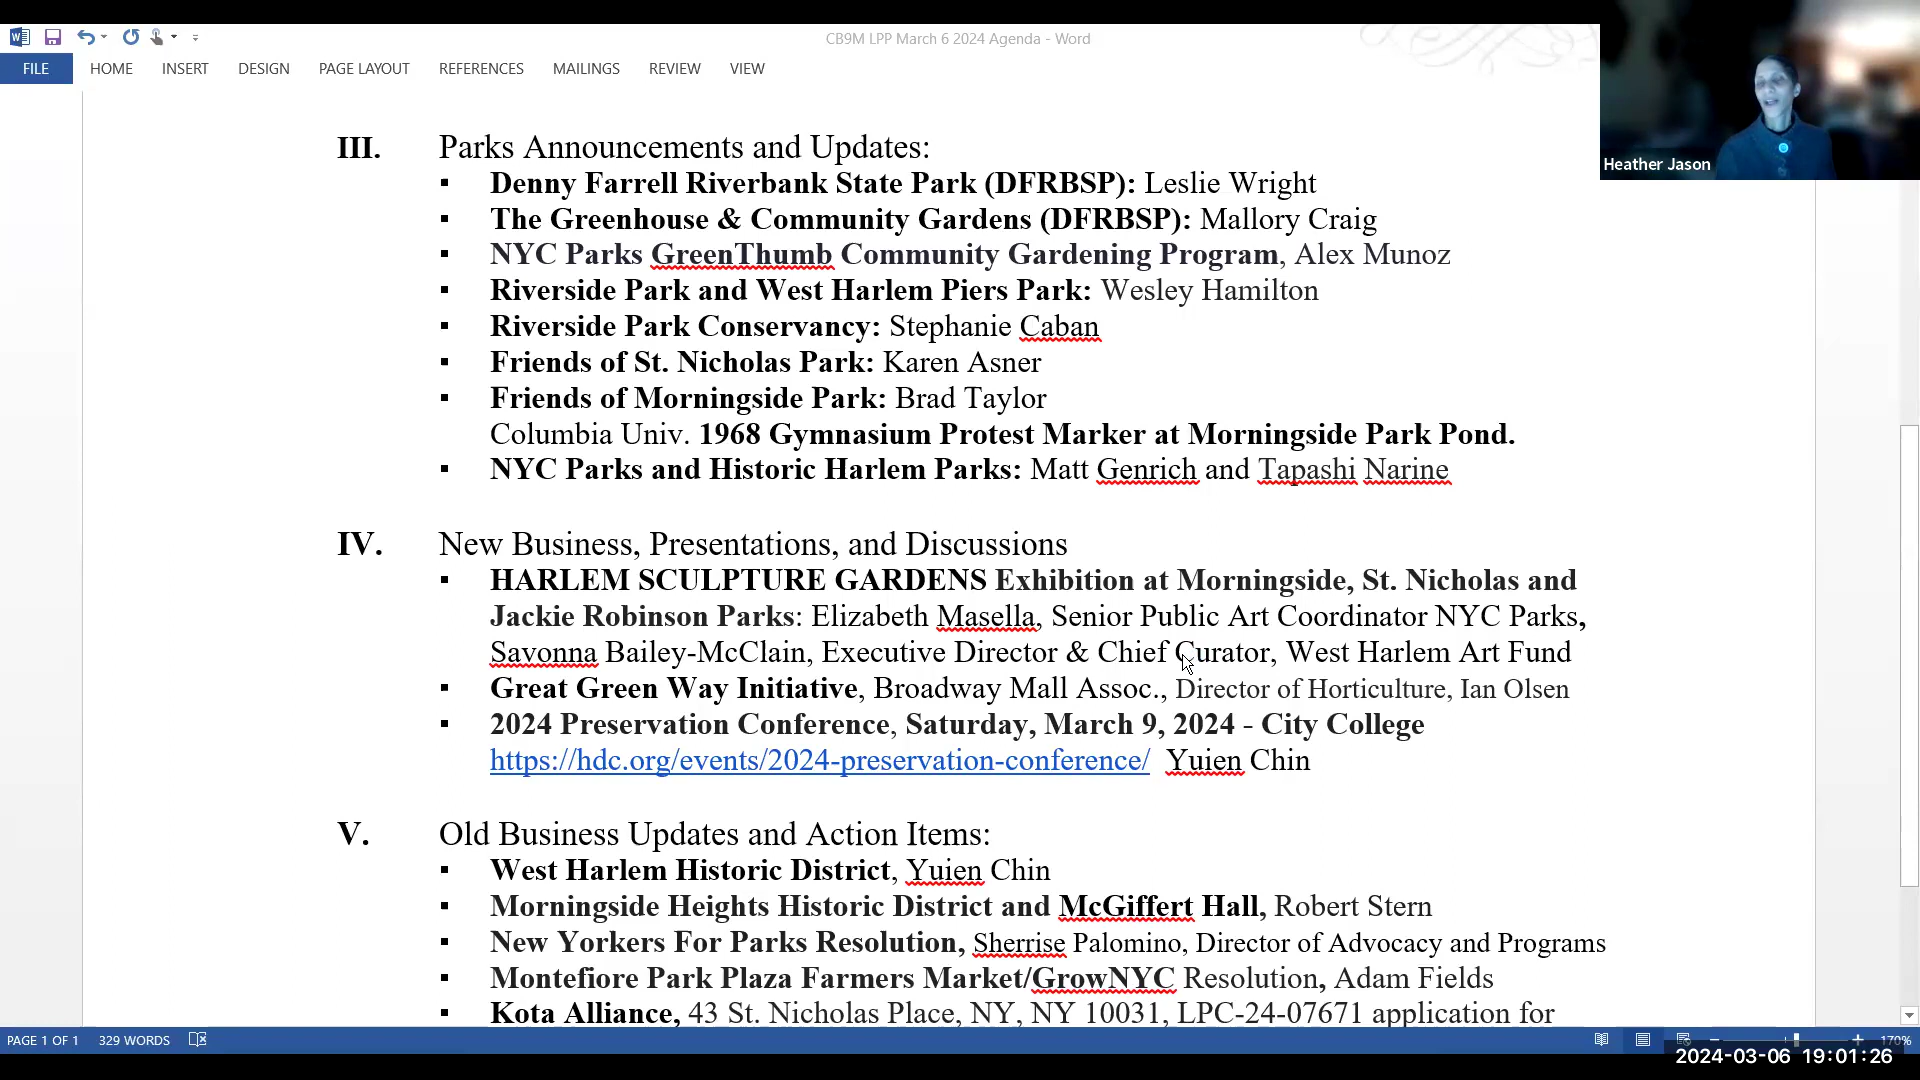 CB9M LPP March 6 2024 Agenda - Word
FILE HOME INSERT DESIGN PAGE LAYOUT REFERENCES MAILINGS REVIEW VIEW
Heather Jason
III. Parks Announcements and Updates:
▪ Denny Farrell Riverbank State Park (DFRBSP): Leslie Wright
▪ The Greenhouse & Community Gardens (DFRBSP): Mallory Craig
▪ NYC Parks GreenThumb Community Gardening Program, Alex Munoz
▪ Riverside Park and West Harlem Piers Park: Wesley Hamilton
▪ Riverside Park Conservancy: Stephanie Caban
▪ Friends of St. Nicholas Park: Karen Asner
▪ Friends of Morningside Park: Brad Taylor
Columbia Univ. 1968 Gymnasium Protest Marker at Morningside Park Pond.
▪ NYC Parks and Historic Harlem Parks: Matt Genrich and Tapashi Narine
IV. New Business, Presentations, and Discussions
▪ HARLEM SCULPTURE GARDENS Exhibition at Morningside, St. Nicholas and
Jackie Robinson Parks: Elizabeth Masella, Senior Public Art Coordinator NYC Parks,
Savonna Bailey-McClain, Executive Director & Chief Curator, West Harlem Art Fund
▪ Great Green Way Initiative, Broadway Mall Assoc., Director of Horticulture, Ian Olsen
▪ 2024 Preservation Conference, Saturday, March 9, 2024 - City College
https://hdc.org/events/2024-preservation-conference/ Yuien Chin
V. Old Business Updates and Action Items:
▪ West Harlem Historic District, Yuien Chin
▪ Morningside Heights Historic District and McGiffert Hall, Robert Stern
▪ New Yorkers For Parks Resolution, Sherrise Palomino, Director of Advocacy and Programs
▪ Montefiore Park Plaza Farmers Market/GrowNYC Resolution, Adam Fields
▪ Kota Alliance, 43 St. Nicholas Place, NY, NY 10031, LPC-24-07671 application for
PAGE 1 OF 1 329 WORDS 170%
2024-03-06 19:01:26